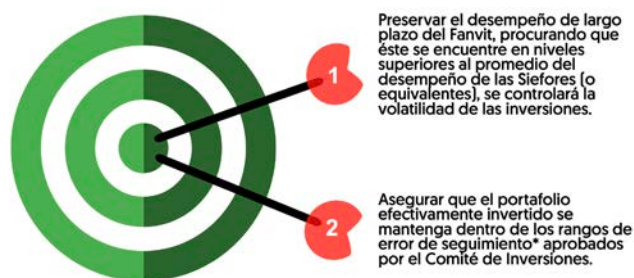 1
Preservar el desempeño de largo
plazo del Fanvit, procurando que
éste se encuentre en niveles
superiores al promedio del
desempeño de las Siefores (o
equivalentes), se controlará la
volatilidad de las inversiones.
2
Asegurar que el portafolio
efectivamente invertido se
mantenga dentro de los rangos de
error de seguimiento* aprobados
por el Comité de Inversiones.